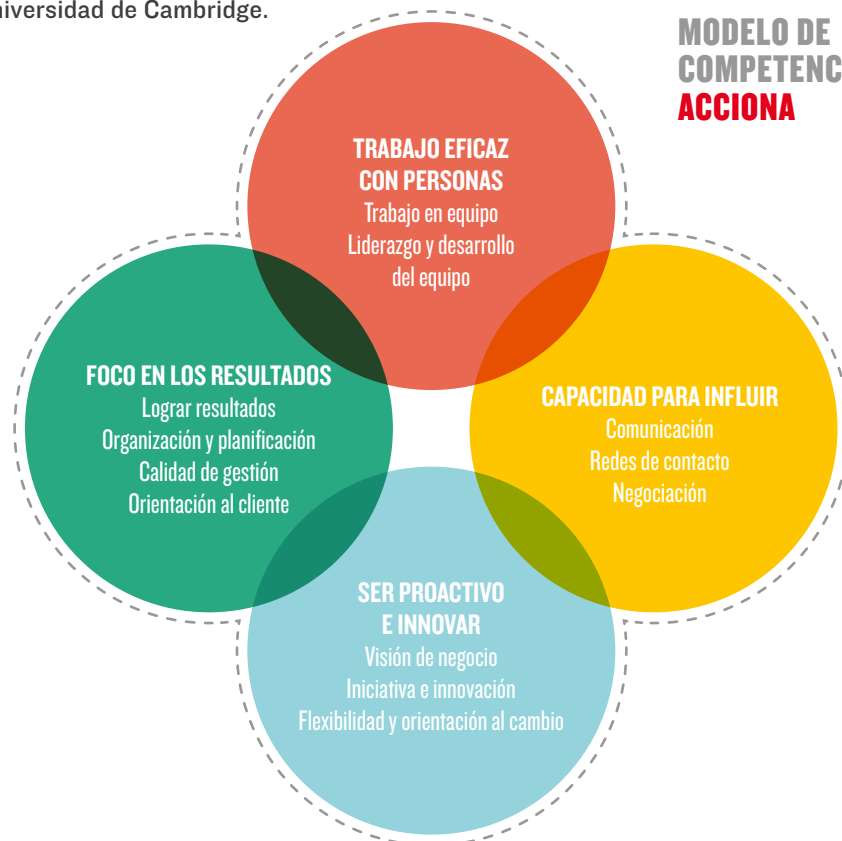 Universidad de Cambridge.
MODELO DE
COMPETENC
ACCIONA
TRABAJO EFICAZ
CON PERSONAS
Trabajo en equipo
Liderazgo y desarrollo
del equipo
FOCO EN LOS RESULTADOS
Lograr resultados
Organización y planificación
Calidad de gestión
Orientación al cliente
CAPACIDAD PARA INFLUIR
Comunicación
Redes de contacto
Negociación
SER PROACTIVO
E INNOVAR
Visión de negocio
Iniciativa e innovación
Flexibilidad y orientación al cambio